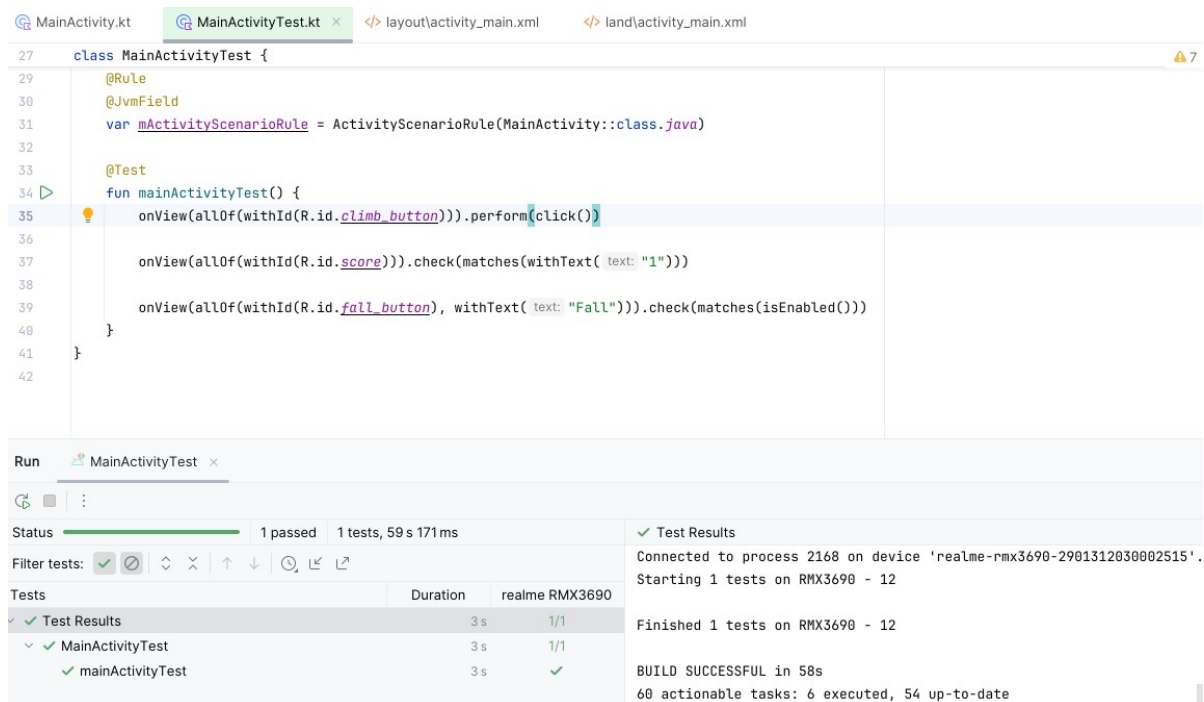 MainActivity.kt MainActivityTest.kt × </> layout\activity_main.xml </> land\activity_main.xml
27 class MainActivityTest { 7
29 @Rule
30 @JvmField
31 var mActivityScenarioRule = ActivityScenarioRule(MainActivity::class.java)
32
33 @Test
34 fun mainActivityTest() {
35 onView(allOf(withId(R.id.climb_button))).perform(click())
36
37 onView(allOf(withId(R.id.score))).check(matches(withText( text: "1")))
38
39 onView(allOf(withId(R.id.fall_button), withText( text: "Fall"))).check(matches(isEnabled()))
40 }
41 }
42
Run MainActivityTest ×
Status 1 passed 1 tests, 59 s 171 ms Test Results
Filter tests: Connected to process 2168 on device 'realme-rmx3690-2901312030002515'.
Starting 1 tests on RMX3690 - 12
Tests Duration realme RMX3690
Test Results 3 s 1/1 Finished 1 tests on RMX3690 - 12
MainActivityTest 3 s 1/1
mainActivityTest 3 s BUILD SUCCESSFUL in 58s
60 actionable tasks: 6 executed, 54 up-to-date